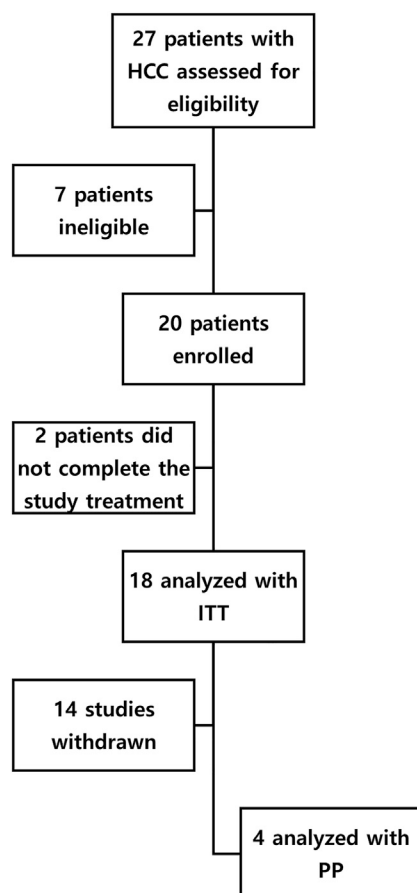 27 patients with
HCC assessed for
eligibility
7 patients
ineligible
20 patients
enrolled
2 patients did
not complete the
study treatment
18 analyzed with
ITT
14 studies
withdrawn
4 analyzed with
PP